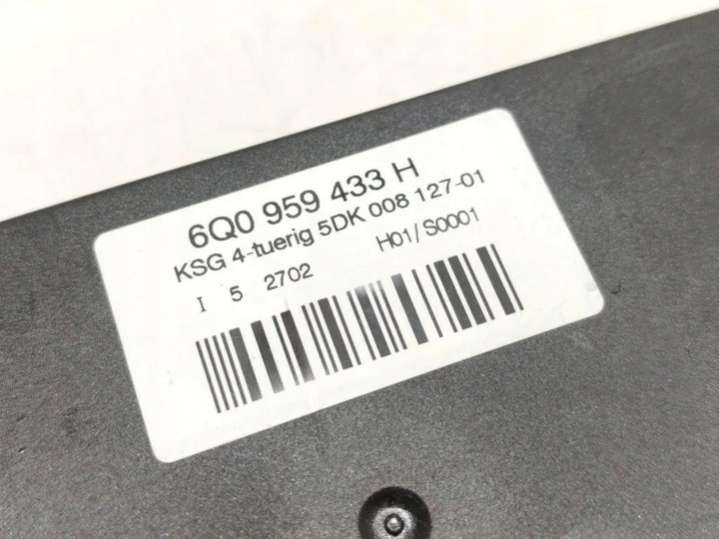 6Q0 959 433 H
KSG 4-tuerig 5DK 008 127-01
I 5 2702 H01/S0001